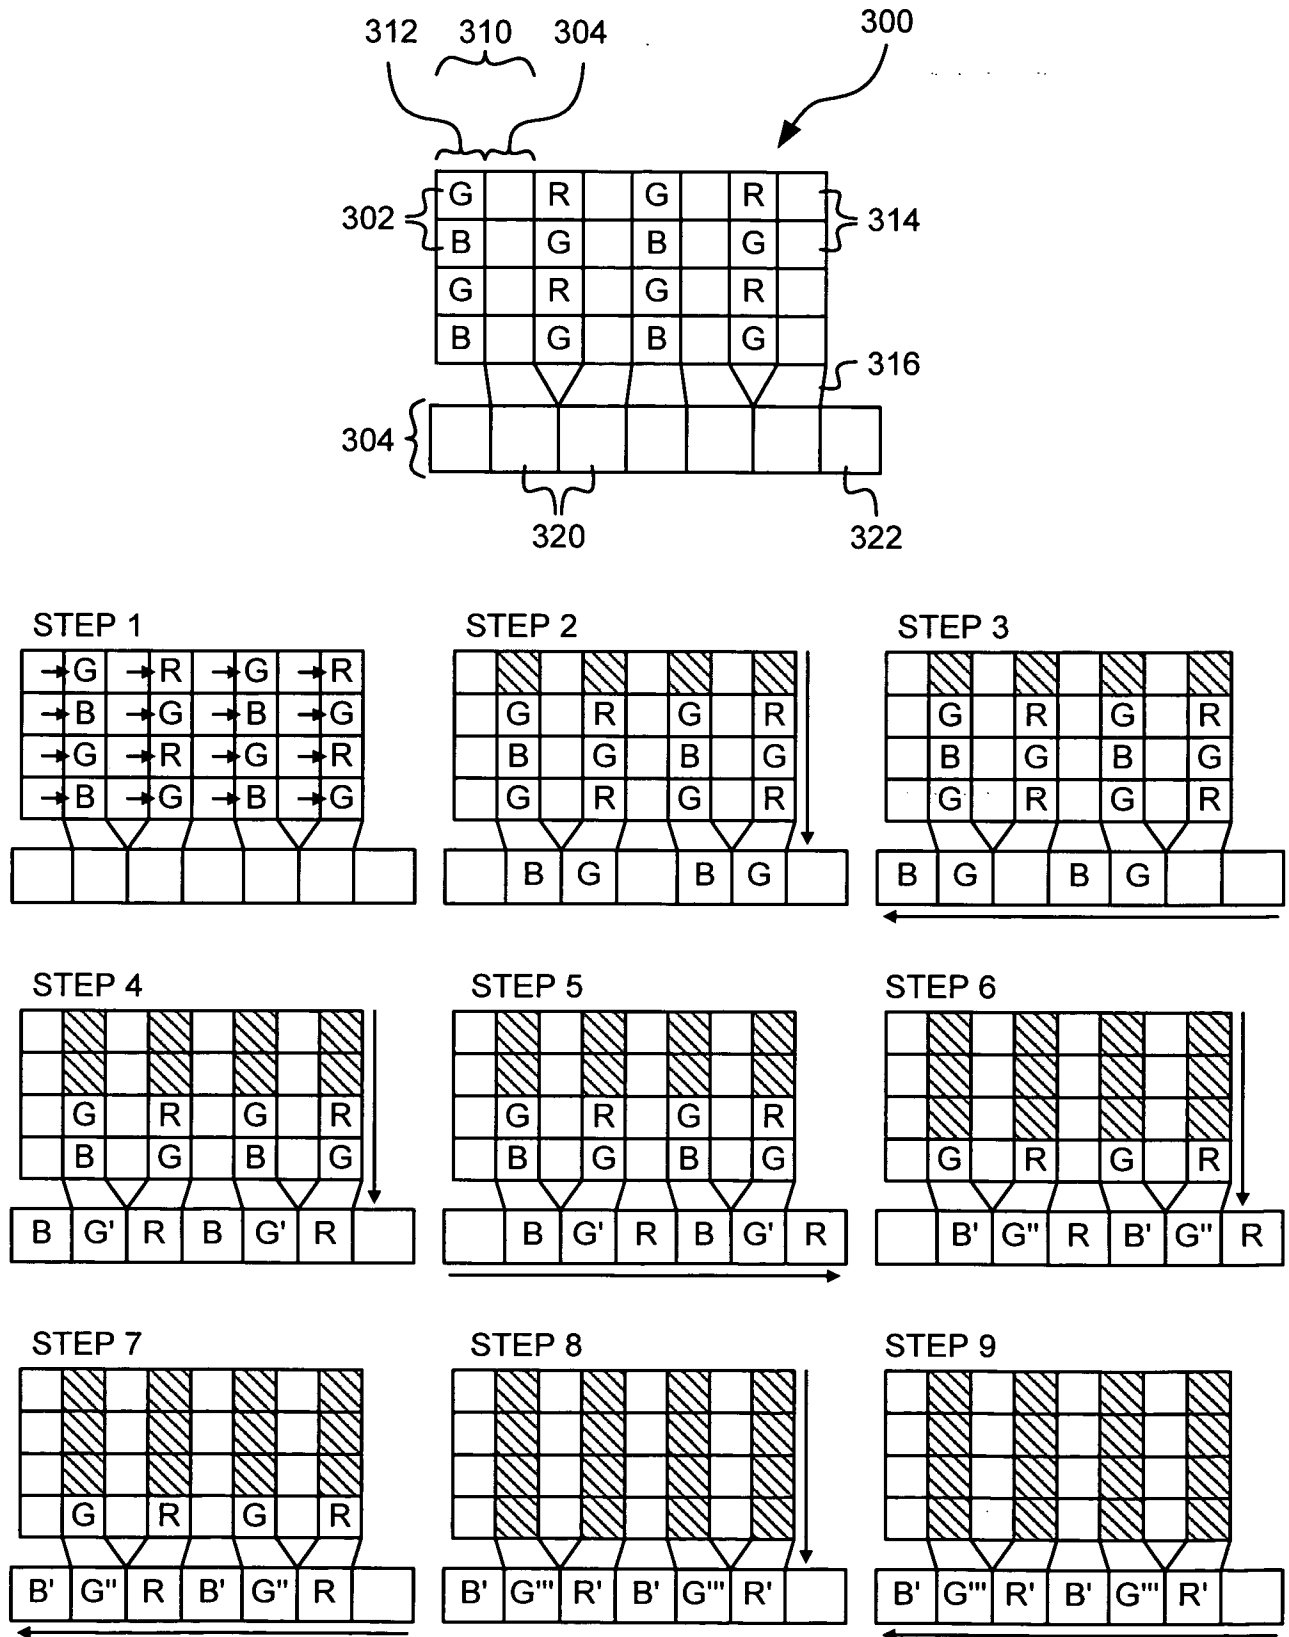 312 310 304 300
G R G R
302 314
B G B G
G R G R
B G B G
316
304
320 322
STEP 1 STEP 2 STEP 3
G R G R
B G B G G R G R G R G R
G R G R B G B G B G B G
B G B G G R G R G R G R
B G B G B G B G
STEP 4 STEP 5 STEP 6
G R G R G R G R
B G B G B G B G G R G R
B G' R B G' R B G' R B G' R B' G" R B' G" R
STEP 7 STEP 8 STEP 9
G R G R
B' G" R B' G" R B' G"' R' B' G"' R' B' G"' R' B' G"' R'